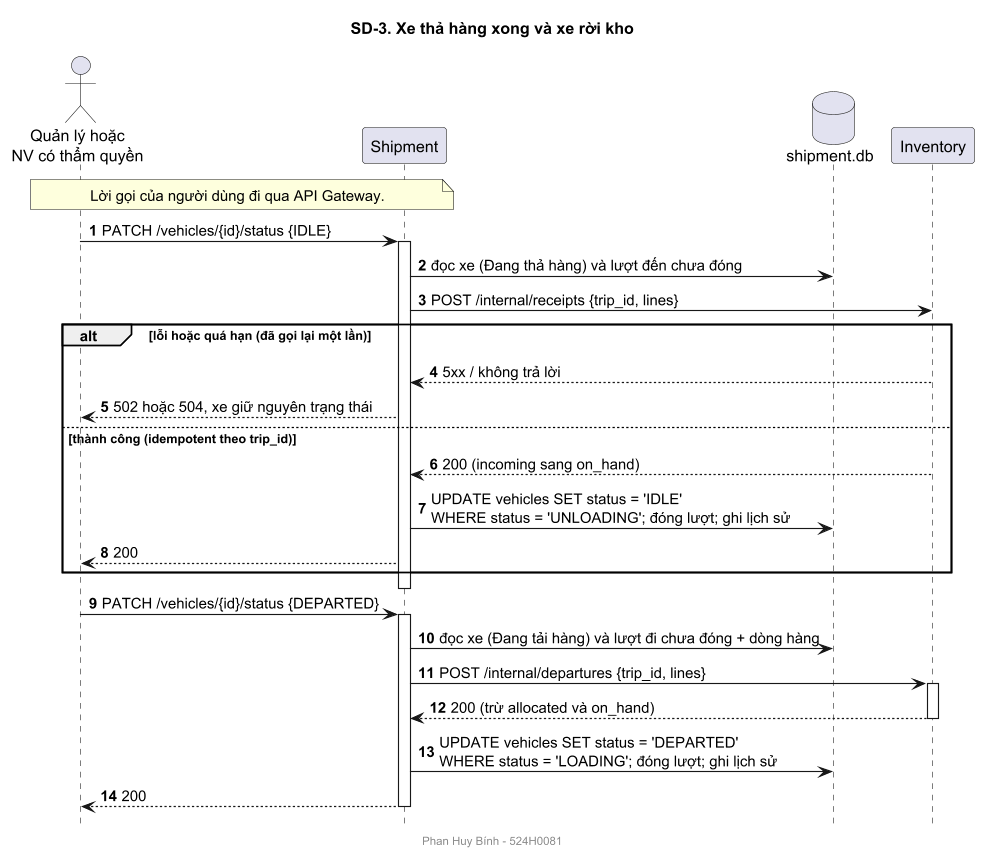 SD-3. Xe thả hàng xong và xe rời kho
Quản lý hoặc
NV có thẩm quyền
Shipment
shipment.db
Inventory
Lời gọi của người dùng đi qua API Gateway.
1 PATCH /vehicles/{id}/status {IDLE}
2 đọc xe (Đang thả hàng) và lượt đến chưa đóng
3 POST /internal/receipts {trip_id, lines}
alt [lỗi hoặc quá hạn (đã gọi lại một lần)]
4 5xx / không trả lời
5 502 hoặc 504, xe giữ nguyên trạng thái
[thành công (idempotent theo trip_id)]
6 200 (incoming sang on_hand)
7 UPDATE vehicles SET status = 'IDLE'
WHERE status = 'UNLOADING'; đóng lượt; ghi lịch sử
8 200
9 PATCH /vehicles/{id}/status {DEPARTED}
10 đọc xe (Đang tải hàng) và lượt đi chưa đóng + dòng hàng
11 POST /internal/departures {trip_id, lines}
12 200 (trừ allocated và on_hand)
13 UPDATE vehicles SET status = 'DEPARTED'
WHERE status = 'LOADING'; đóng lượt; ghi lịch sử
14 200
Phan Huy Bính - 524H0081